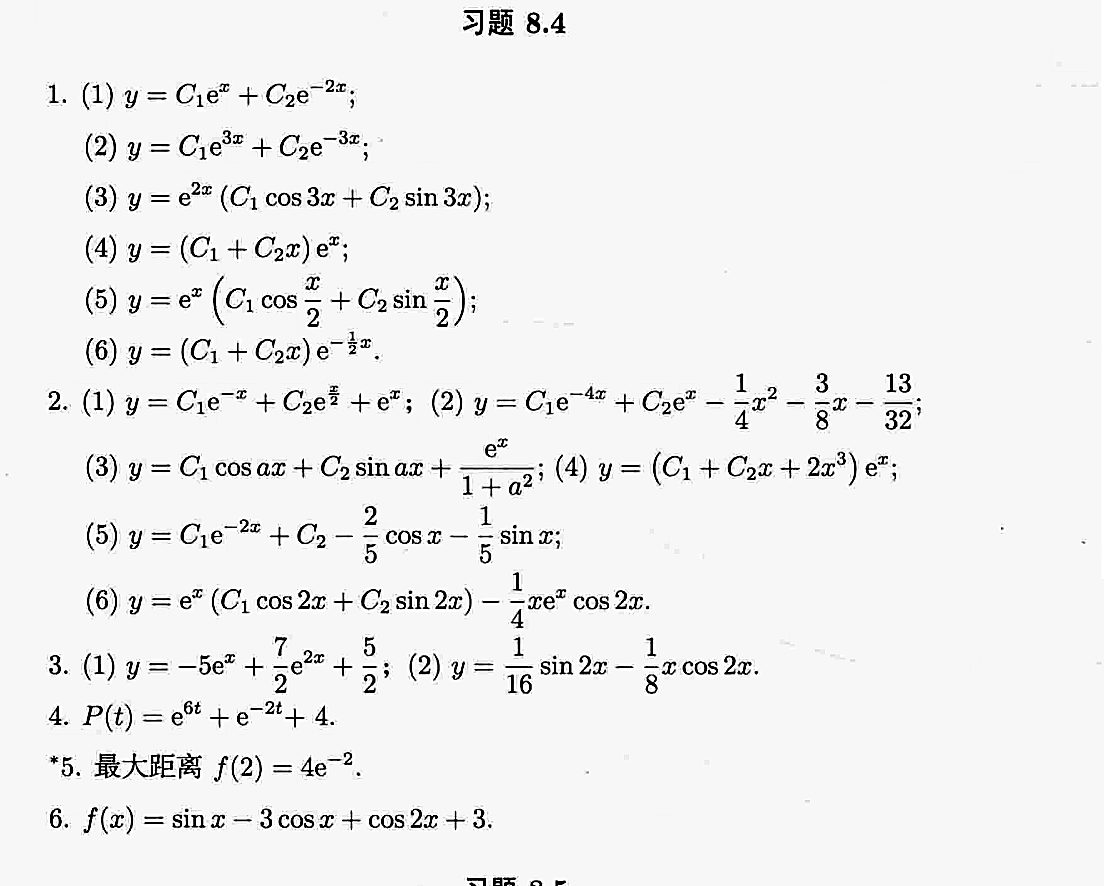 习题 8.4
1. (1) y = C₁eˣ + C₂e⁻²ˣ;
(2) y = C₁e³ˣ + C₂e⁻³ˣ;
(3) y = e²ˣ (C₁ cos 3x + C₂ sin 3x);
(4) y = (C₁ + C₂x) eˣ;
(5) y = eˣ (C₁ cos x/2 + C₂ sin x/2);
(6) y = (C₁ + C₂x) e^(-1/2 x).
2. (1) y = C₁e⁻ˣ + C₂e^(x/2) + eˣ; (2) y = C₁e⁻⁴ˣ + C₂eˣ − 1/4 x² − 3/8 x − 13/32;
(3) y = C₁ cos ax + C₂ sin ax + eˣ/(1 + a²); (4) y = (C₁ + C₂x + 2x³) eˣ;
(5) y = C₁e⁻²ˣ + C₂ − 2/5 cos x − 1/5 sin x;
(6) y = eˣ (C₁ cos 2x + C₂ sin 2x) − 1/4 xeˣ cos 2x.
3. (1) y = −5eˣ + 7/2 e²ˣ + 5/2; (2) y = 1/16 sin 2x − 1/8 x cos 2x.
4. P(t) = e⁶ᵗ + e⁻²ᵗ + 4.
*5. 最大距离 f(2) = 4e⁻².
6. f(x) = sin x − 3 cos x + cos 2x + 3.